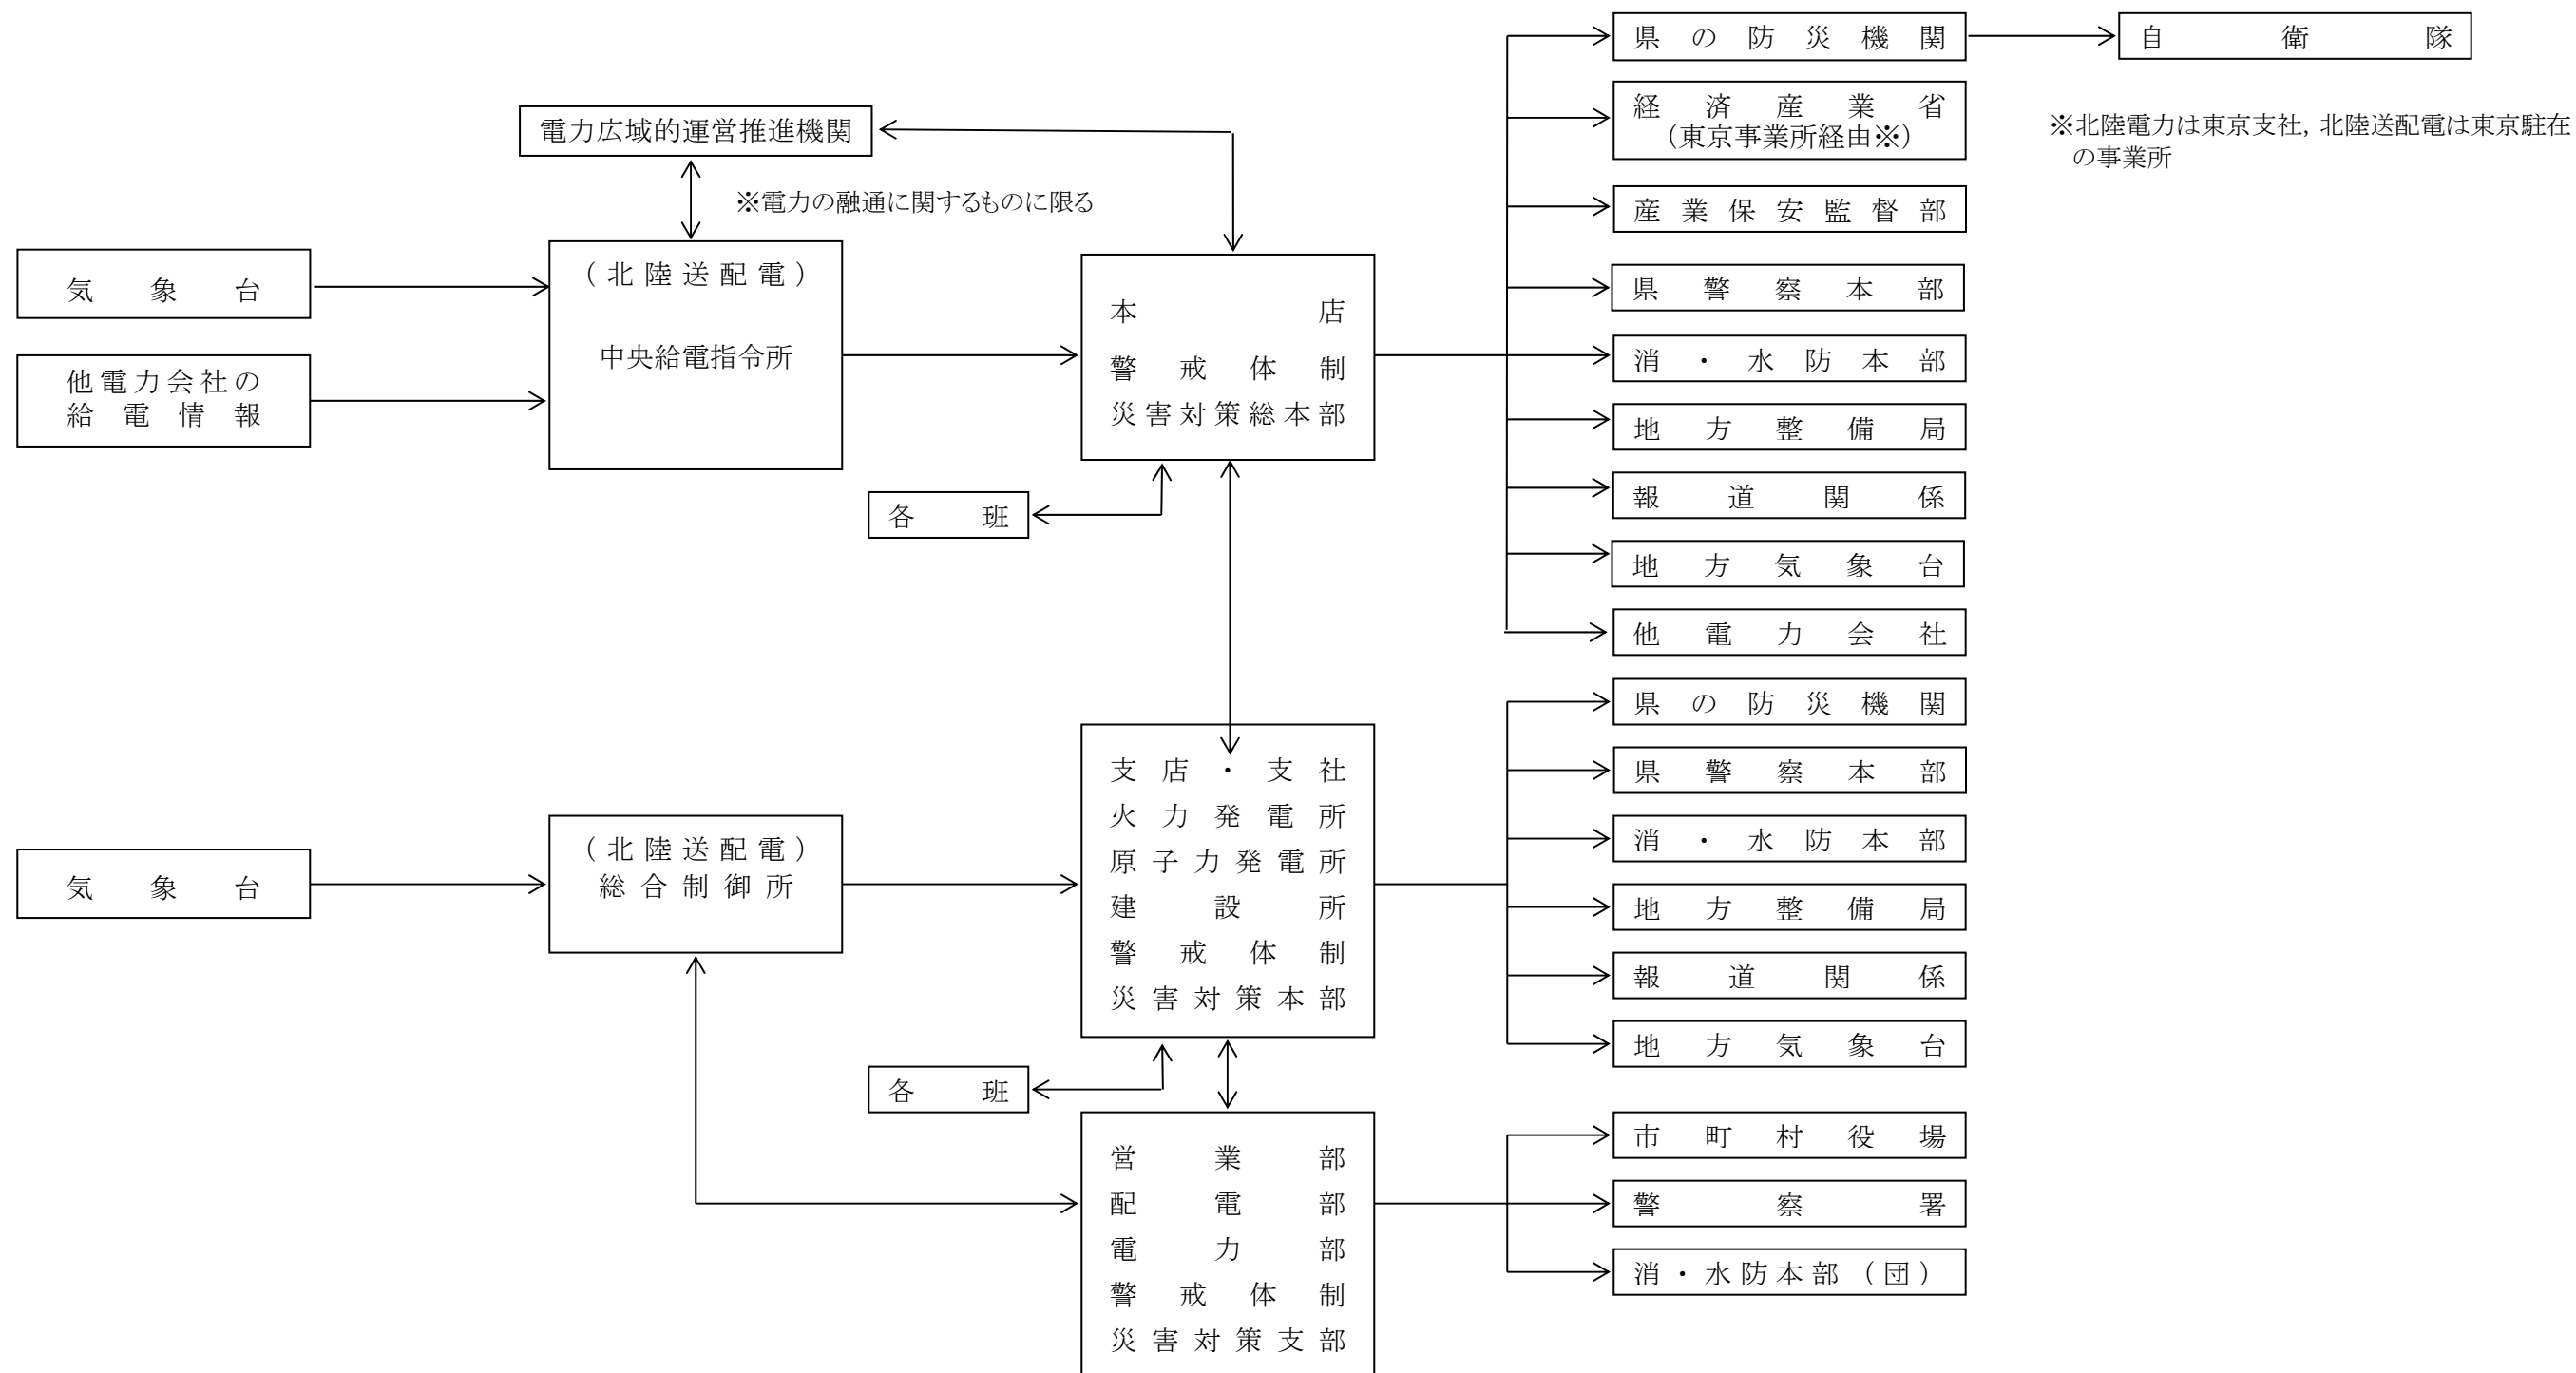 県の防災機関
自衛隊
経済産業省
（東京事業所経由※）
※北陸電力は東京支社，北陸送配電は東京駐在
の事業所
電力広域的運営推進機関
※電力の融通に関するものに限る
産業保安監督部
気象台
（北陸送配電）
中央給電指令所
他電力会社の
給電情報
本店
警戒体制
災害対策総本部
県警察本部
消・水防本部
地方整備局
報道関係
各班
地方気象台
他電力会社
県の防災機関
県警察本部
消・水防本部
地方整備局
報道関係
地方気象台
支店・支社
火力発電所
原子力発電所
建設所
警戒体制
災害対策本部
気象台
（北陸送配電）
総合制御所
各班
営業部
配電部
電力部
警戒体制
災害対策支部
市町村役場
警察署
消・水防本部（団）